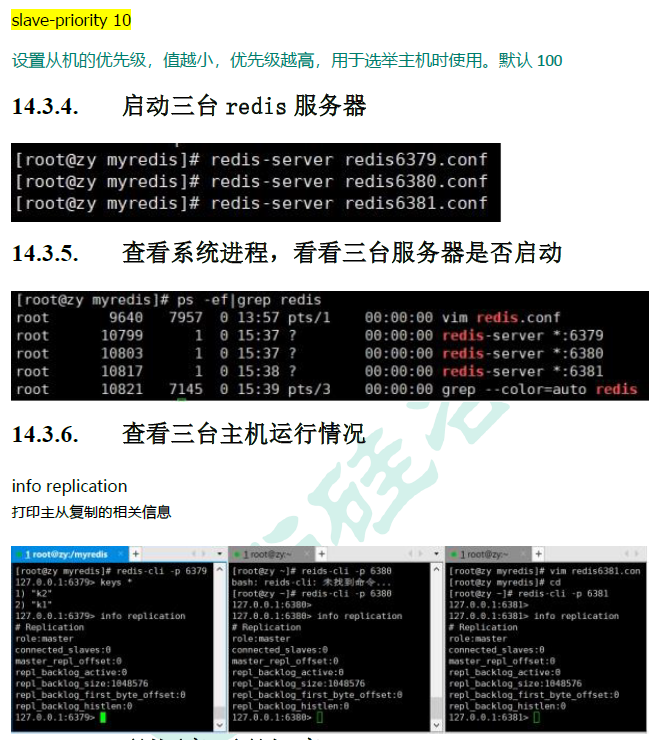 slave-priority 10
设置从机的优先级，值越小，优先级越高，用于选举主机时使用。默认 100
14.3.4. 启动三台 redis 服务器
[root@zy myredis]# redis-server redis6379.conf
[root@zy myredis]# redis-server redis6380.conf
[root@zy myredis]# redis-server redis6381.conf
14.3.5. 查看系统进程，看看三台服务器是否启动
[root@zy myredis]# ps -ef|grep redis
root 9640 7957 0 13:57 pts/1 00:00:00 vim redis.conf
root 10799 1 0 15:37 ? 00:00:00 redis-server *:6379
root 10803 1 0 15:37 ? 00:00:00 redis-server *:6380
root 10817 1 0 15:38 ? 00:00:00 redis-server *:6381
root 10821 7145 0 15:39 pts/3 00:00:00 grep --color=auto redis
14.3.6. 查看三台主机运行情况
info replication
打印主从复制的相关信息
1 root@zy:/myredis
[root@zy myredis]# redis-cli -p 6379
127.0.0.1:6379> keys *
1) "k2"
2) "k1"
127.0.0.1:6379> info replication
# Replication
role:master
connected_slaves:0
master_repl_offset:0
repl_backlog_active:0
repl_backlog_size:1048576
repl_backlog_first_byte_offset:0
repl_backlog_histlen:0
127.0.0.1:6379>
1 root@zy:~
[root@zy ~]# reids-cli -p 6380
bash: reids-cli: 未找到命令...
[root@zy ~]# redis-cli -p 6380
127.0.0.1:6380>
127.0.0.1:6380> info replication
# Replication
role:master
connected_slaves:0
master_repl_offset:0
repl_backlog_active:0
repl_backlog_size:1048576
repl_backlog_first_byte_offset:0
repl_backlog_histlen:0
127.0.0.1:6380>
1 root@zy:~
[root@zy myredis]# vim redis6381.con
[root@zy myredis]# cd
[root@zy ~]# redis-cli -p 6381
127.0.0.1:6381>
127.0.0.1:6381> info replication
# Replication
role:master
connected_slaves:0
master_repl_offset:0
repl_backlog_active:0
repl_backlog_size:1048576
repl_backlog_first_byte_offset:0
repl_backlog_histlen:0
127.0.0.1:6381>